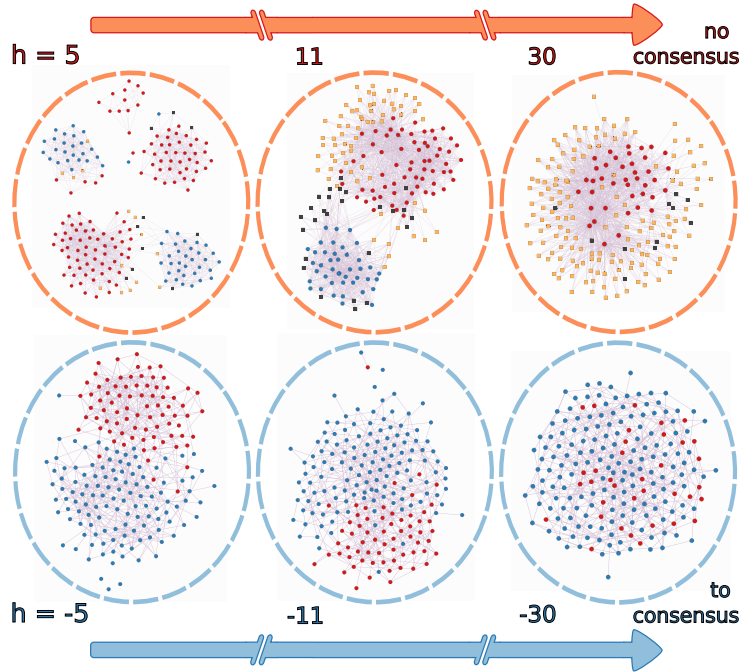 no
h = 5 11 30 consensus
to
h = -5 -11 -30 consensus